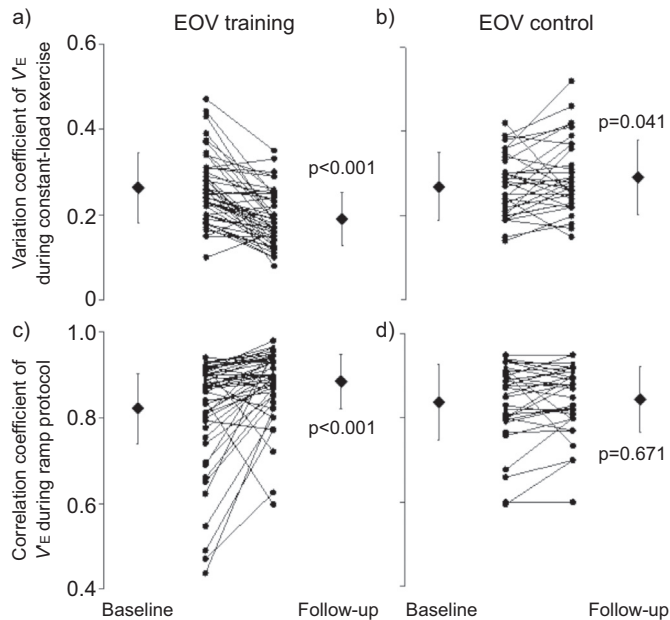 a) EOV training
b) EOV control
Variation coefficient of V'E
during constant-load exercise
0.6
0.4
0.2
0
p<0.001
p=0.041
c)
d)
Correlation coefficient of
V'E during ramp protocol
1.0
0.8
0.6
0.4
p<0.001
p=0.671
Baseline Follow-up Baseline Follow-up